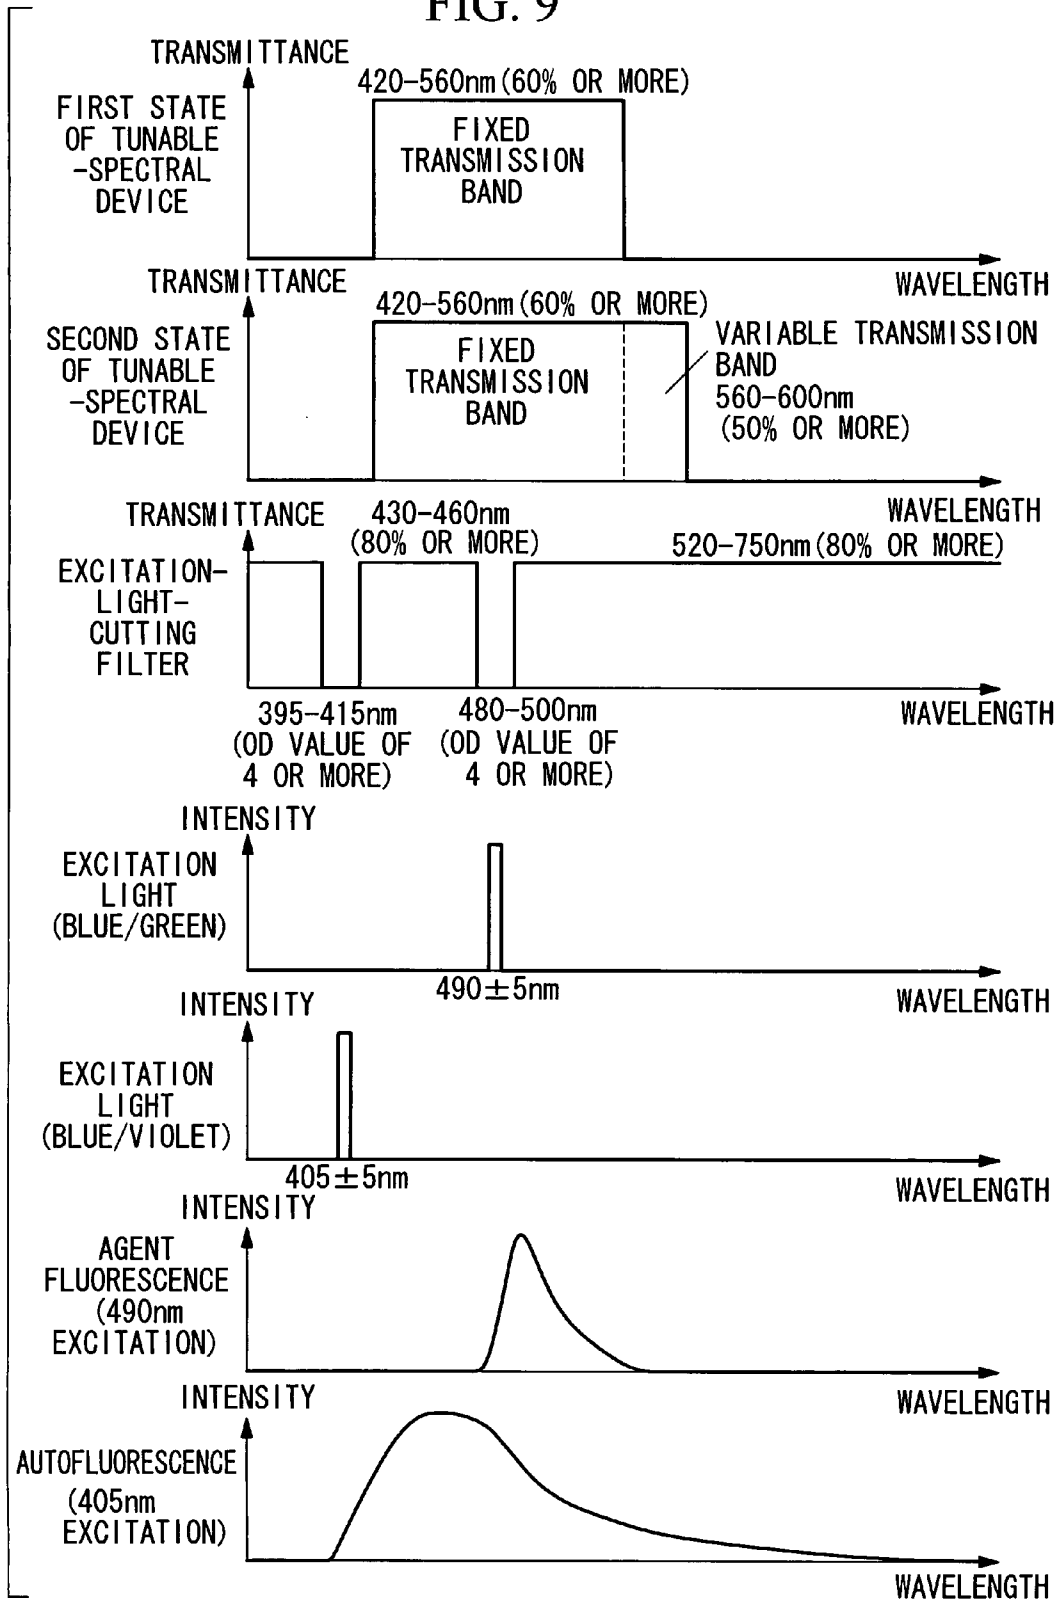 FIG. 9
TRANSMITTANCE
420-560nm (60% OR MORE)
FIRST STATE
OF TUNABLE
-SPECTRAL
DEVICE
FIXED
TRANSMISSION
BAND
WAVELENGTH
TRANSMITTANCE
420-560nm (60% OR MORE)
SECOND STATE
OF TUNABLE
-SPECTRAL
DEVICE
FIXED
TRANSMISSION
BAND
VARIABLE TRANSMISSION
BAND
560-600nm
(50% OR MORE)
WAVELENGTH
TRANSMITTANCE
430-460nm
(80% OR MORE)
520-750nm (80% OR MORE)
EXCITATION-
LIGHT-
CUTTING
FILTER
WAVELENGTH
395-415nm
(OD VALUE OF
4 OR MORE)
480-500nm
(OD VALUE OF
4 OR MORE)
INTENSITY
EXCITATION
LIGHT
(BLUE/GREEN)
490±5nm
WAVELENGTH
INTENSITY
EXCITATION
LIGHT
(BLUE/VIOLET)
405±5nm
WAVELENGTH
INTENSITY
AGENT
FLUORESCENCE
(490nm
EXCITATION)
WAVELENGTH
INTENSITY
AUTOFLUORESCENCE
(405nm
EXCITATION)
WAVELENGTH